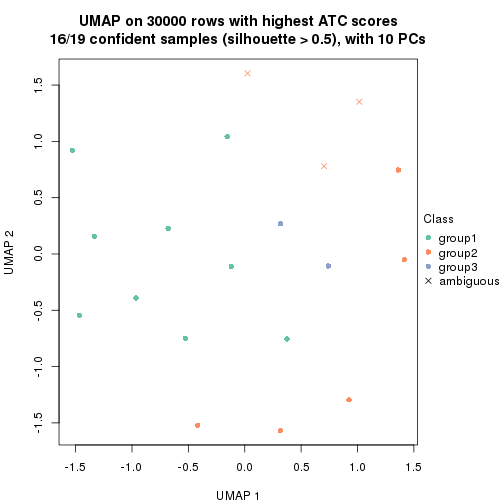 UMAP on 30000 rows with highest ATC scores
16/19 confident samples (silhouette > 0.5), with 10 PCs
1.5
1.0
0.5
0.0
-0.5
-1.0
-1.5
UMAP 2
-1.5 -1.0 -0.5 0.0 0.5 1.0 1.5
UMAP 1
Class
group1
group2
group3
ambiguous